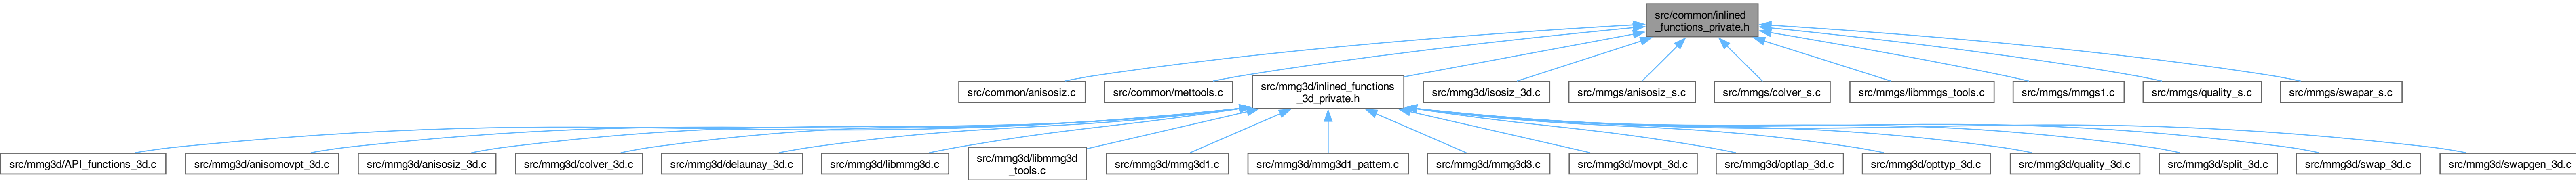 src/common/inlined
_functions_private.h
src/common/anisosiz.c
src/common/mettools.c
src/mmg3d/inlined_functions
_3d_private.h
src/mmg3d/isosiz_3d.c
src/mmgs/anisosiz_s.c
src/mmgs/colver_s.c
src/mmgs/libmmgs_tools.c
src/mmgs/mmgs1.c
src/mmgs/quality_s.c
src/mmgs/swapar_s.c
src/mmg3d/API_functions_3d.c
src/mmg3d/anisomovpt_3d.c
src/mmg3d/anisosiz_3d.c
src/mmg3d/colver_3d.c
src/mmg3d/delaunay_3d.c
src/mmg3d/libmmg3d.c
src/mmg3d/libmmg3d
_tools.c
src/mmg3d/mmg3d1.c
src/mmg3d/mmg3d1_pattern.c
src/mmg3d/mmg3d3.c
src/mmg3d/movpt_3d.c
src/mmg3d/optlap_3d.c
src/mmg3d/opttyp_3d.c
src/mmg3d/quality_3d.c
src/mmg3d/split_3d.c
src/mmg3d/swap_3d.c
src/mmg3d/swapgen_3d.c